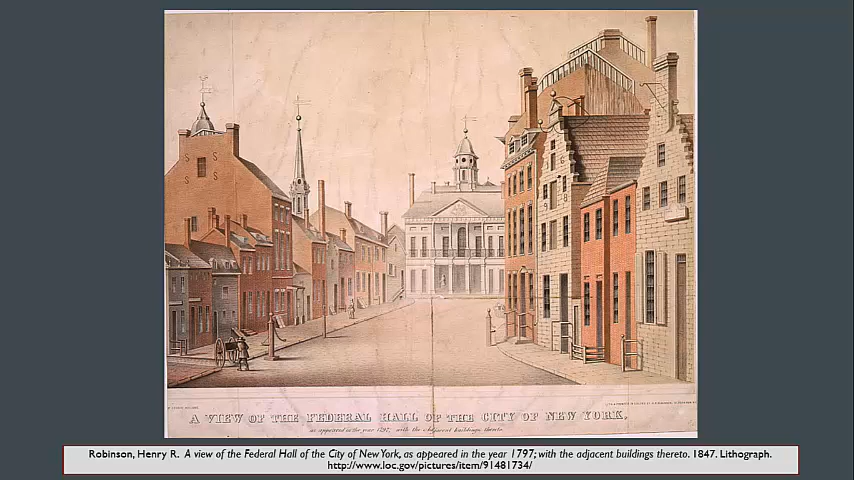 A VIEW OF THE FEDERAL HALL OF THE CITY OF NEW YORK,
as appeared in the year 1797; with the adjacent buildings thereto.
Robinson, Henry R. A view of the Federal Hall of the City of New York, as appeared in the year 1797; with the adjacent buildings thereto. 1847. Lithograph.
http://www.loc.gov/pictures/item/91481734/